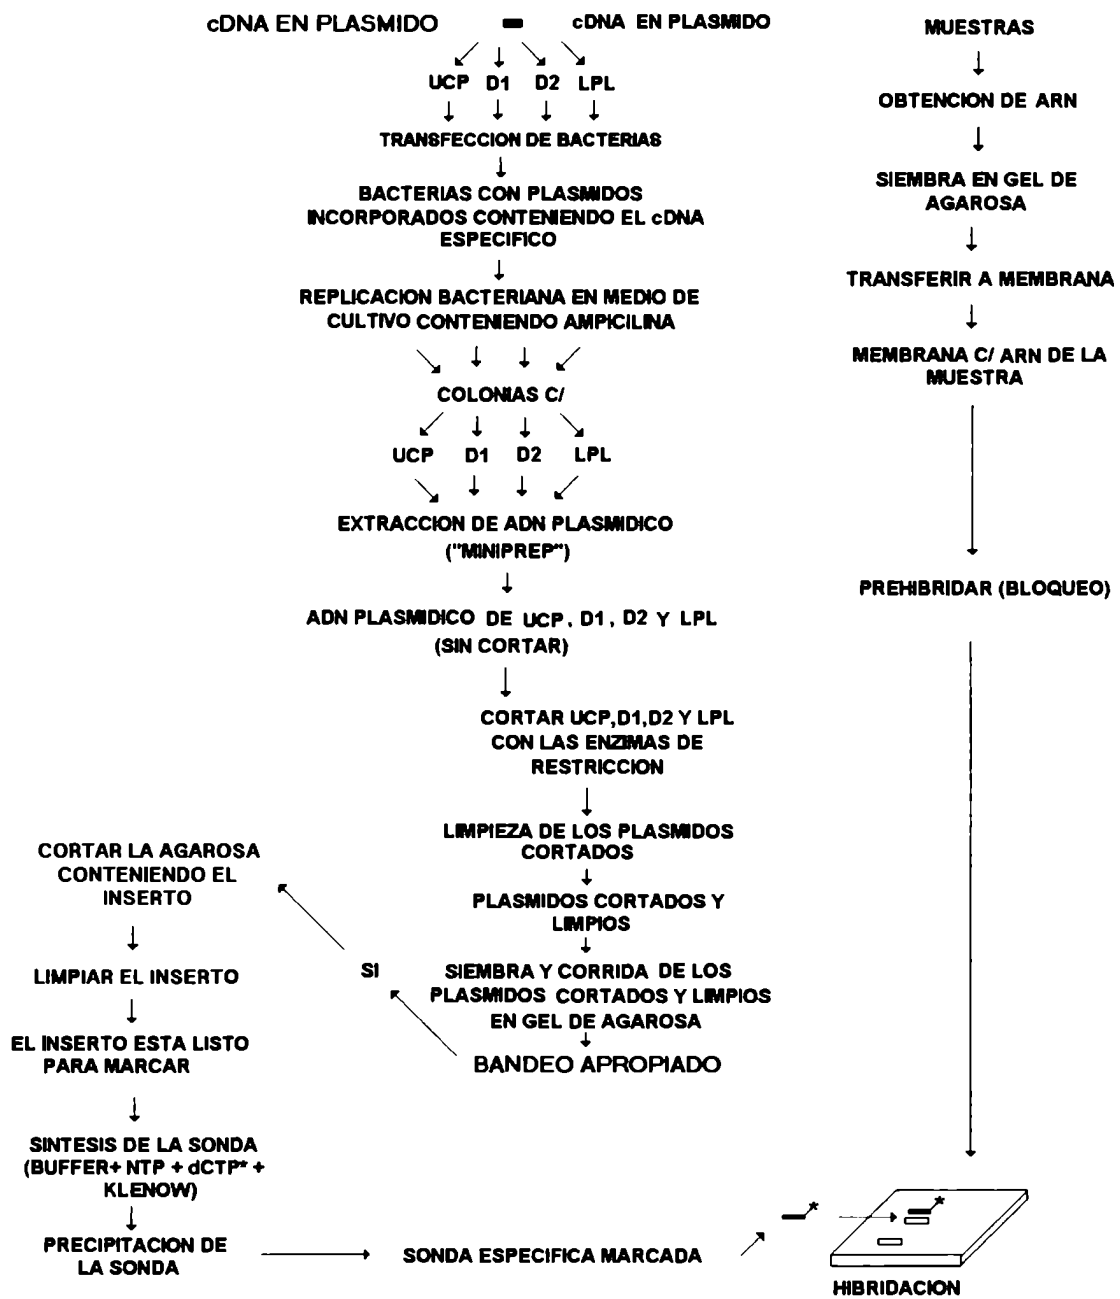 cDNA EN PLASMIDO
cDNA EN PLASMIDO
UCP D1 D2 LPL
TRANSFECCION DE BACTERIAS
BACTERIAS CON PLASMIDOS
INCORPORADOS CONTENIENDO EL cDNA
ESPECIFICO
REPLICACION BACTERIANA EN MEDIO DE
CULTIVO CONTENIENDO AMPICILINA
COLONIAS C/
UCP D1 D2 LPL
EXTRACCION DE ADN PLASMIDICO
("MINIPREP")
ADN PLASMIDICO DE UCP, D1, D2 Y LPL
(SIN CORTAR)
CORTAR UCP,D1,D2 Y LPL
CON LAS ENZIMAS DE
RESTRICCION
LIMPIEZA DE LOS PLASMIDOS
CORTADOS
PLASMIDOS CORTADOS Y
LIMPIOS
SIEMBRA Y CORRIDA DE LOS
PLASMIDOS CORTADOS Y LIMPIOS
EN GEL DE AGAROSA
BANDEO APROPIADO
SI
CORTAR LA AGAROSA
CONTENIENDO EL
INSERTO
LIMPIAR EL INSERTO
EL INSERTO ESTA LISTO
PARA MARCAR
SINTESIS DE LA SONDA
(BUFFER+ NTP + dCTP* +
KLENOW)
PRECIPITACION DE
LA SONDA
SONDA ESPECIFICA MARCADA
MUESTRAS
OBTENCION DE ARN
SIEMBRA EN GEL DE
AGAROSA
TRANSFERIR A MEMBRANA
MEMBRANA C/ ARN DE LA
MUESTRA
PREHIBRIDAR (BLOQUEO)
*
*
HIBRIDACION